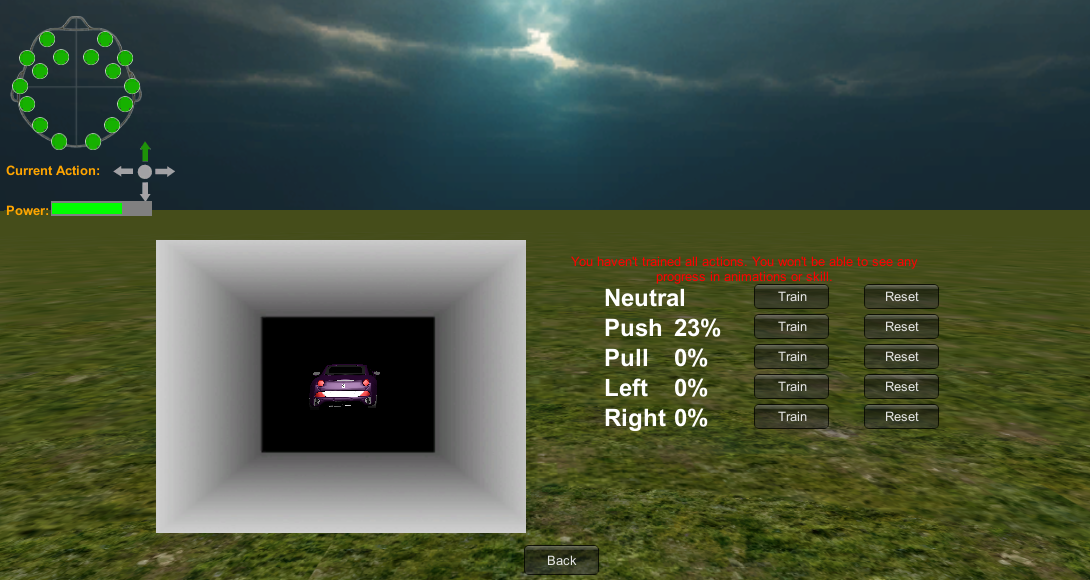 Current Action:
Power:
You haven't trained all actions. You won't be able to see any
progress in animations or skill.
Neutral Train Reset
Push 23% Train Reset
Pull 0% Train Reset
Left 0% Train Reset
Right 0% Train Reset
Back